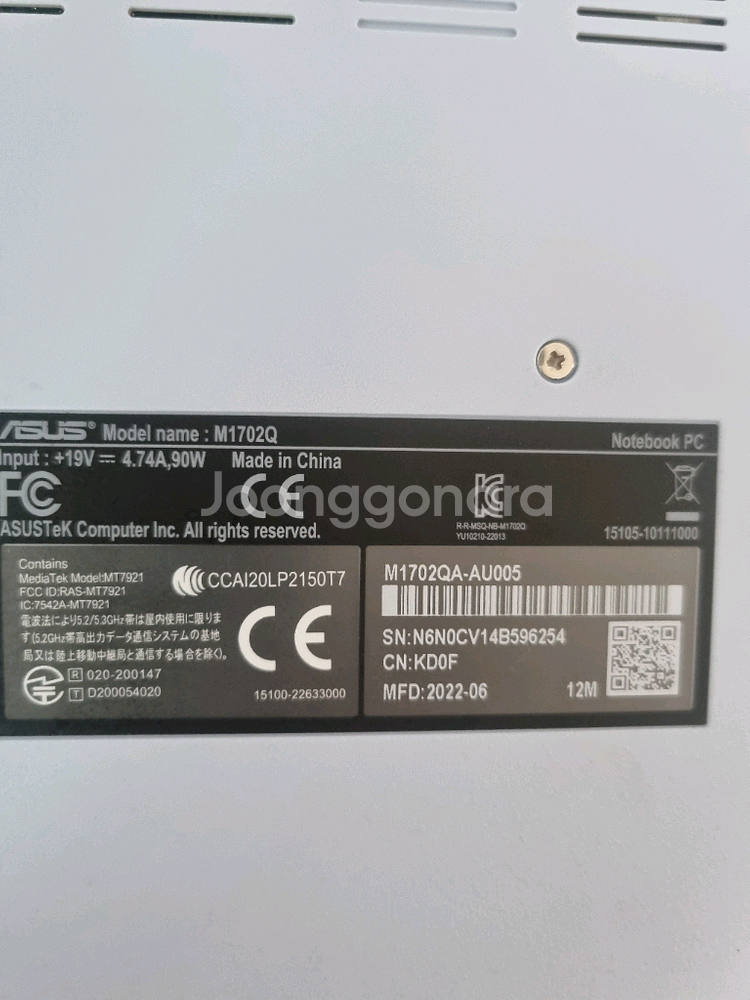 ASUS® Model name : M1702Q
Notebook PC
Input : +19V ⎓ 4.74A,90W Made in China
FC CE
R-R-MSQ-NB-M1702Q
YU10210-22013
ASUSTeK Computer Inc. All rights reserved.
15105-10111000
Joonggonara
Contains
MediaTek Model:MT7921
FCC ID:RAS-MT7921
IC:7542A-MT7921
CCAI20LP2150T7
電波法により5.2/5.3GHz帯は屋内使用に限りま
す(5.2GHz帯高出力データ通信システムの基地
局又は陸上移動中継局と通信する場合を除く)。
CE
R 020-200147
T D200054020
15100-22633000
M1702QA-AU005
SN:N6N0CV14B596254
CN:KD0F
MFD:2022-06 12M